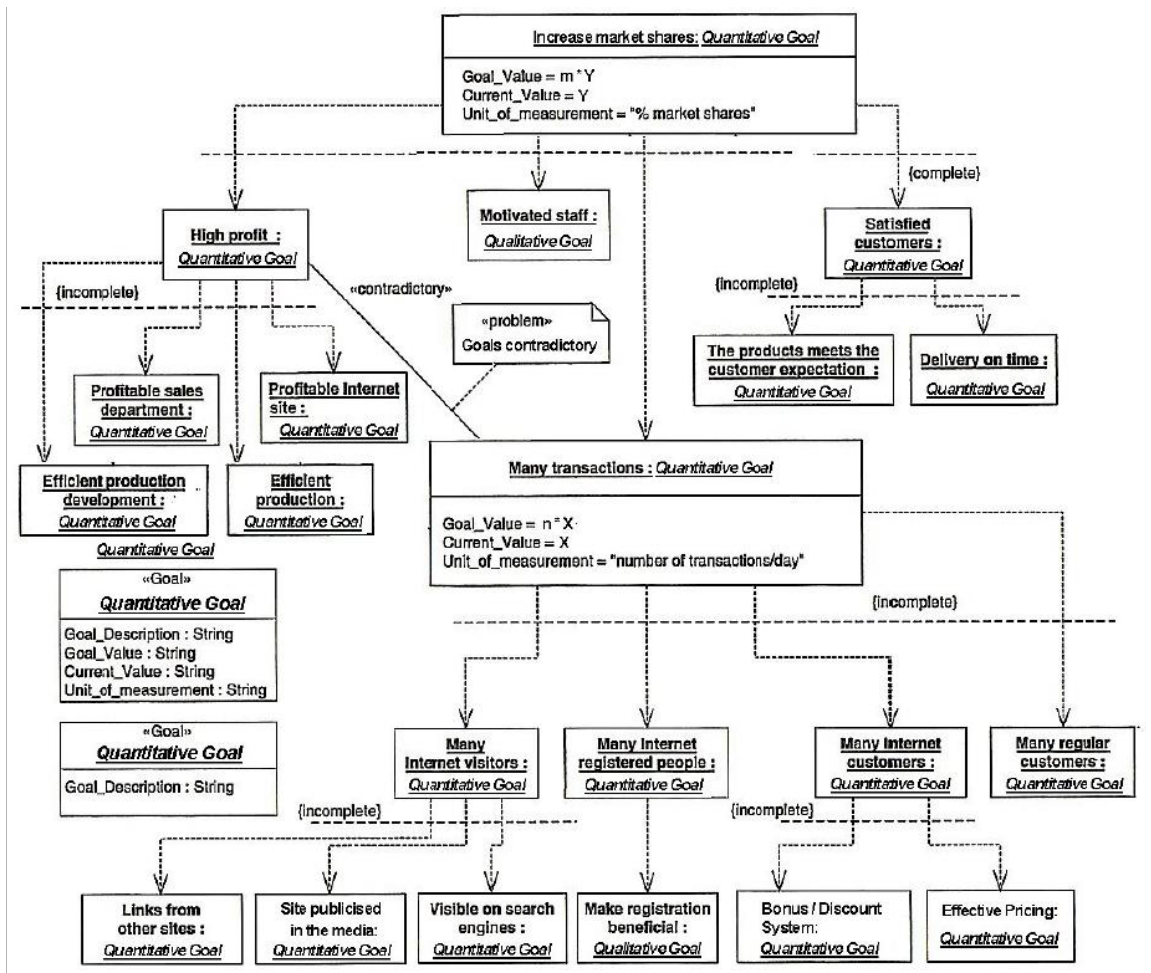 Increase market shares: Quantitative Goal
Goal_Value = m * Y
Current_Value = Y
Unit_of_measurement = "% market shares"
{complete}
Motivated staff :
Qualitative Goal
Satisfied
customers :
Quantitative Goal
High profit :
Quantitative Goal
{incomplete}
«contradictory»
«problem»
Goals contradictory
{incomplete}
The products meets the
customer expectation :
Quantitative Goal
Delivery on time :
Quantitative Goal
Profitable sales
department :
Quantitative Goal
Profitable Internet
site :
Quantitative Goal
Efficient production
development :
Quantitative Goal
Efficient
production :
Quantitative Goal
Quantitative Goal
Many transactions : Quantitative Goal
Goal_Value = n * X
Current_Value = X
Unit_of_measurement = "number of transactions/day"
{incomplete}
«Goal»
Quantitative Goal
Goal_Description : String
Goal_Value : String
Current_Value : String
Unit_of_measurement : String
«Goal»
Quantitative Goal
Goal_Description : String
Many
Internet visitors :
Quantitative Goal
Many Internet
registered people :
Quantitative Goal
Many Internet
customers :
Quantitative Goal
Many regular
customers :
Quantitative Goal
{incomplete}
{incomplete}
Links from
other sites :
Quantitative Goal
Site publicised
in the media:
Quantitative Goal
Visible on search
engines :
Quantitative Goal
Make registration
beneficial :
Qualitative Goal
Bonus / Discount
System:
Quantitative Goal
Effective Pricing:
Quantitative Goal